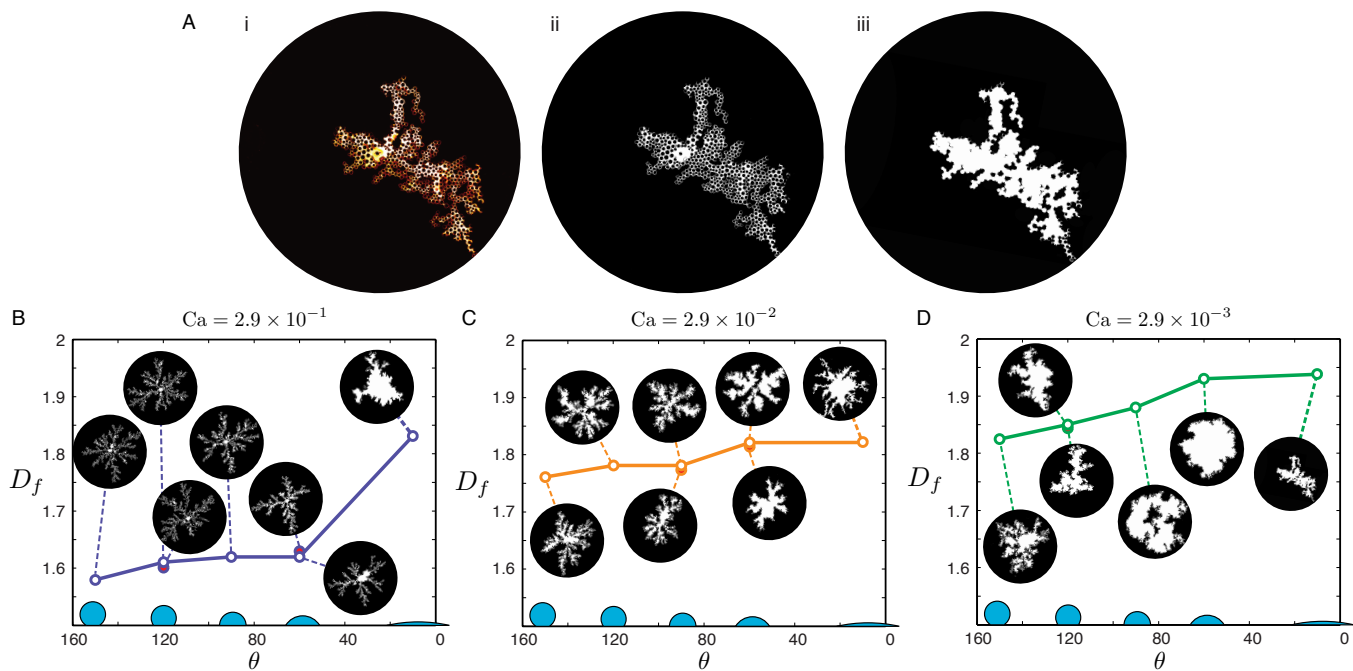 A i ii iii
B Ca = 2.9 × 10⁻¹
C Ca = 2.9 × 10⁻²
D Ca = 2.9 × 10⁻³
2
1.9
1.8
1.7
1.6
D_f
160 120 80 40 0
θ
2
1.9
1.8
1.7
1.6
D_f
160 120 80 40 0
θ
2
1.9
1.8
1.7
1.6
D_f
160 120 80 40 0
θ